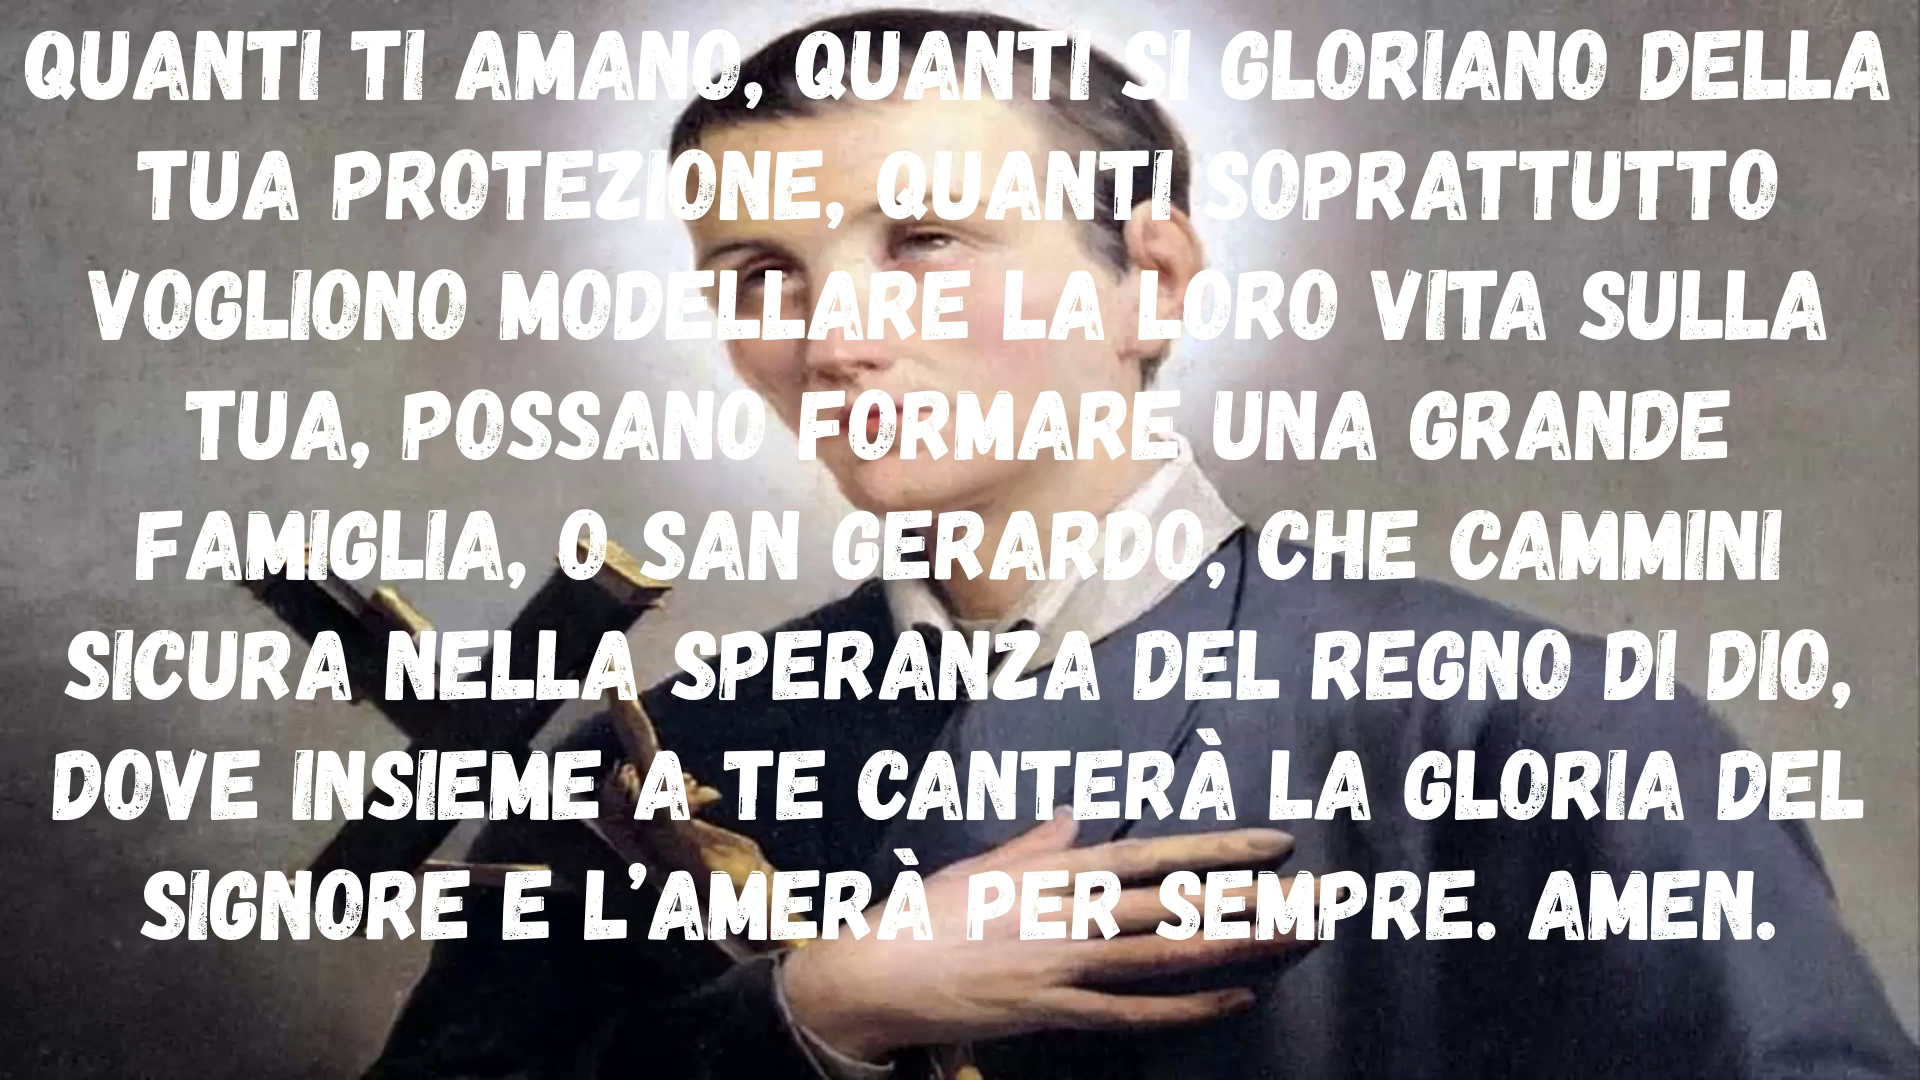 QUANTI TI AMANO, QUANTI SI GLORIANO DELLA
TUA PROTEZIONE, QUANTI SOPRATTUTTO
VOGLIONO MODELLARE LA LORO VITA SULLA
TUA, POSSANO FORMARE UNA GRANDE
FAMIGLIA, O SAN GERARDO, CHE CAMMINI
SICURA NELLA SPERANZA DEL REGNO DI DIO,
DOVE INSIEME A TE CANTERÀ LA GLORIA DEL
SIGNORE E L’AMERÀ PER SEMPRE. AMEN.